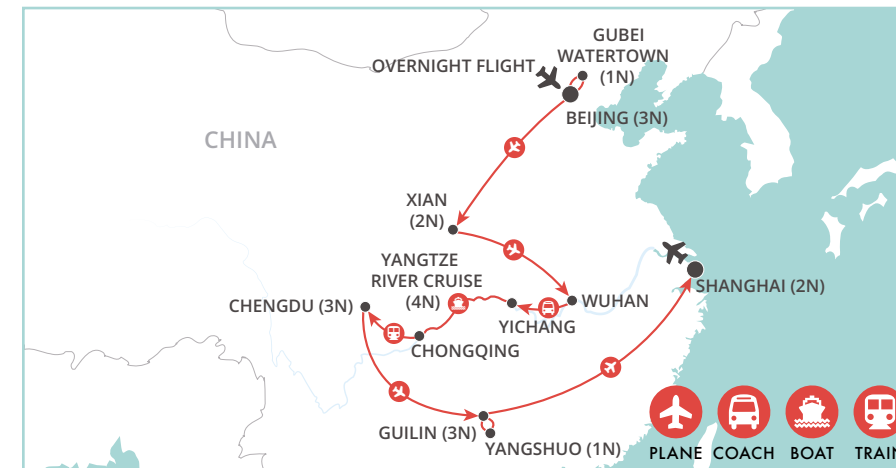 GUBEI
WATERTOWN
(1N)
OVERNIGHT FLIGHT
BEIJING (3N)
CHINA
XIAN
(2N)
YANGTZE
RIVER CRUISE
(4N)
SHANGHAI (2N)
CHENGDU (3N)
WUHAN
YICHANG
CHONGQING
GUILIN (3N)
YANGSHUO (1N)
PLANE COACH BOAT TRAIN